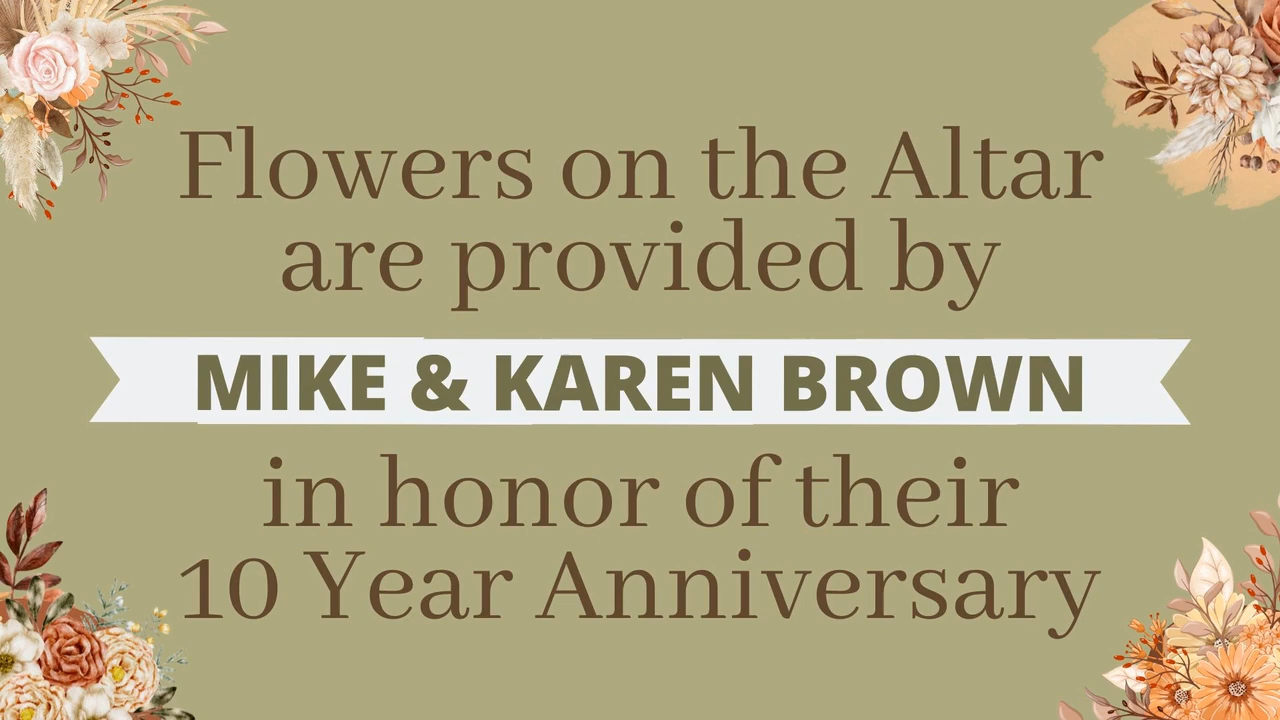 Flowers on the Altar
are provided by
MIKE & KAREN BROWN
in honor of their
10 Year Anniversary